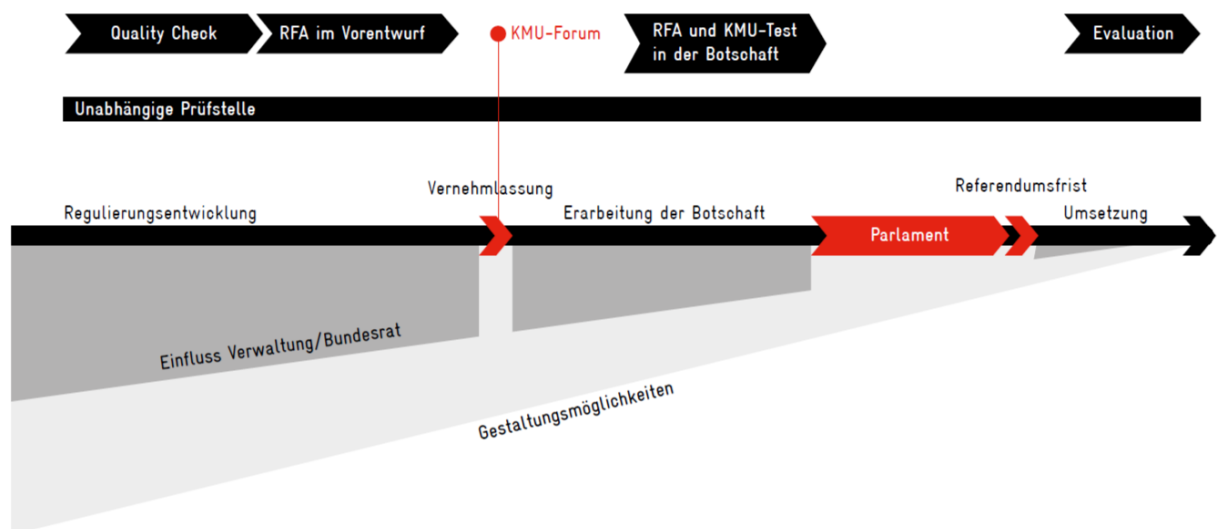 Quality Check
RFA im Vorentwurf
KMU-Forum
RFA und KMU-Test
in der Botschaft
Evaluation
Unabhängige Prüfstelle
Regulierungsentwicklung
Vernehmlassung
Erarbeitung der Botschaft
Parlament
Referendumsfrist
Umsetzung
Einfluss Verwaltung/Bundesrat
Gestaltungsmöglichkeiten